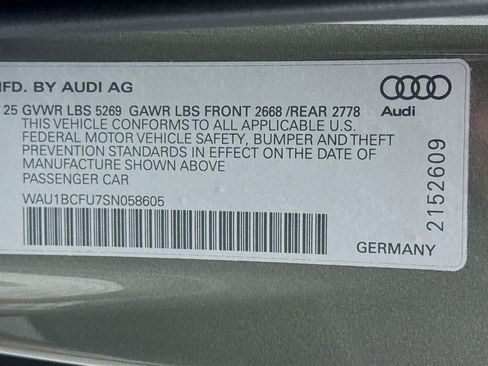 MFD. BY AUDI AG
25 GVWR LBS 5269 GAWR LBS FRONT 2668 /REAR 2778
THIS VEHICLE CONFORMS TO ALL APPLICABLE U.S.
FEDERAL MOTOR VEHICLE SAFETY, BUMPER AND THEFT
PREVENTION STANDARDS IN EFFECT ON THE DATE OF
MANUFACTURE SHOWN ABOVE
PASSENGER CAR
WAU1BCFU7SN058605
Audi
2152609
GERMANY